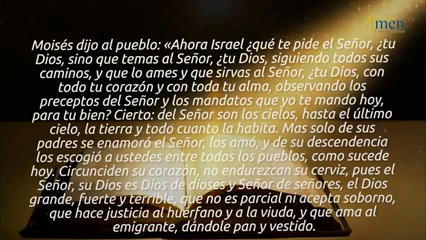 Amen
Moisés dijo al pueblo: «Ahora Israel ¿qué te pide el Señor, ¿tu
Dios, sino que temas al Señor, ¿tu Dios, siguiendo todos sus
caminos, y que lo ames y que sirvas al Señor, ¿tu Dios, con
todo tu corazón y con toda tu alma, observando los
preceptos del Señor y los mandatos que yo te mando hoy,
para tu bien? Cierto: del Señor son los cielos, hasta el último
cielo, la tierra y todo cuanto la habita. Mas solo de sus
padres se enamoró el Señor, los amó, y de su descendencia
los escogió a ustedes entre todos los pueblos, como sucede
hoy. Circunciden su corazón, no endurezcan su cerviz, pues el
Señor, su Dios es Dios de dioses y Señor de señores, el Dios
grande, fuerte y terrible, que no es parcial ni acepta soborno,
que hace justicia al huérfano y a la viuda, y que ama al
emigrante, dándole pan y vestido.